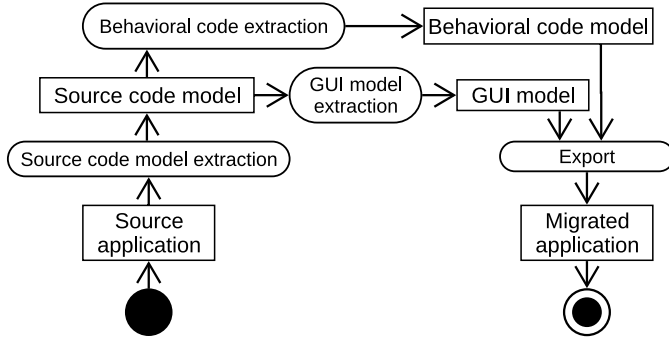 Behavioral code extraction
Behavioral code model
Source code model
GUI model
extraction
GUI model
Source code model extraction
Export
Source
application
Migrated
application